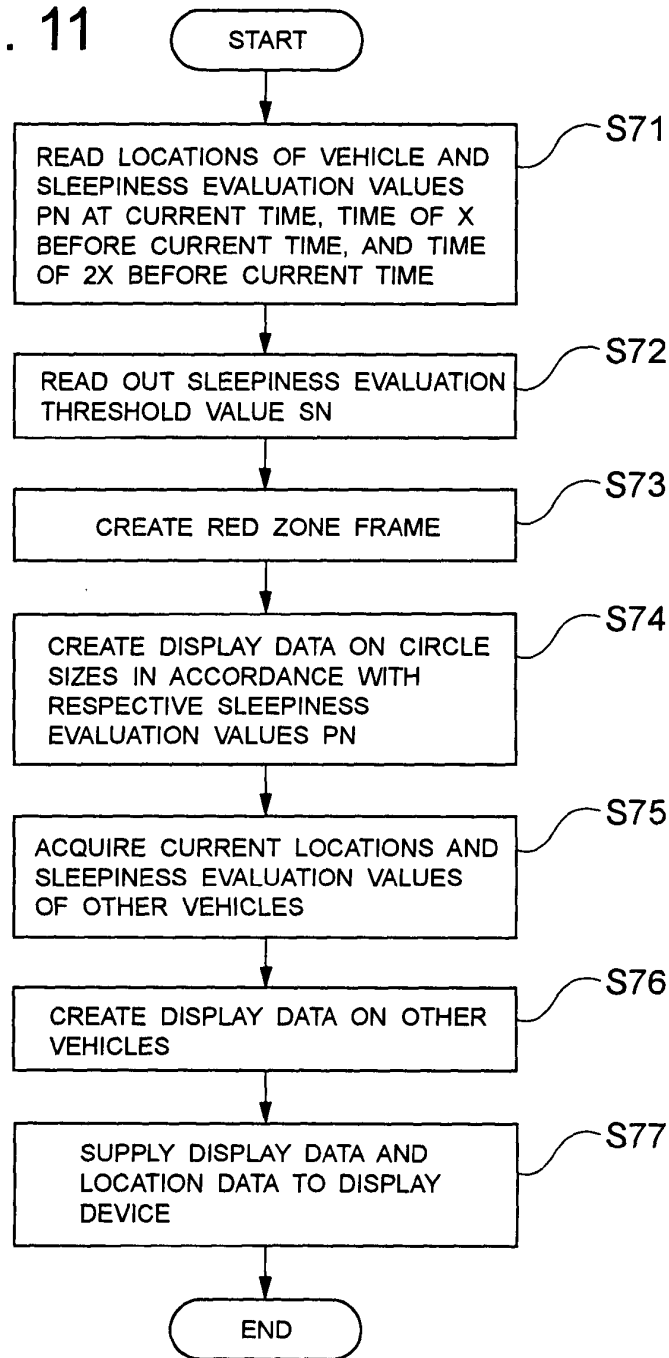 . 11
START
S71
READ LOCATIONS OF VEHICLE AND
SLEEPINESS EVALUATION VALUES
PN AT CURRENT TIME, TIME OF X
BEFORE CURRENT TIME, AND TIME
OF 2X BEFORE CURRENT TIME
S72
READ OUT SLEEPINESS EVALUATION
THRESHOLD VALUE SN
S73
CREATE RED ZONE FRAME
S74
CREATE DISPLAY DATA ON CIRCLE
SIZES IN ACCORDANCE WITH
RESPECTIVE SLEEPINESS
EVALUATION VALUES PN
S75
ACQUIRE CURRENT LOCATIONS AND
SLEEPINESS EVALUATION VALUES
OF OTHER VEHICLES
S76
CREATE DISPLAY DATA ON OTHER
VEHICLES
S77
SUPPLY DISPLAY DATA AND
LOCATION DATA TO DISPLAY
DEVICE
END